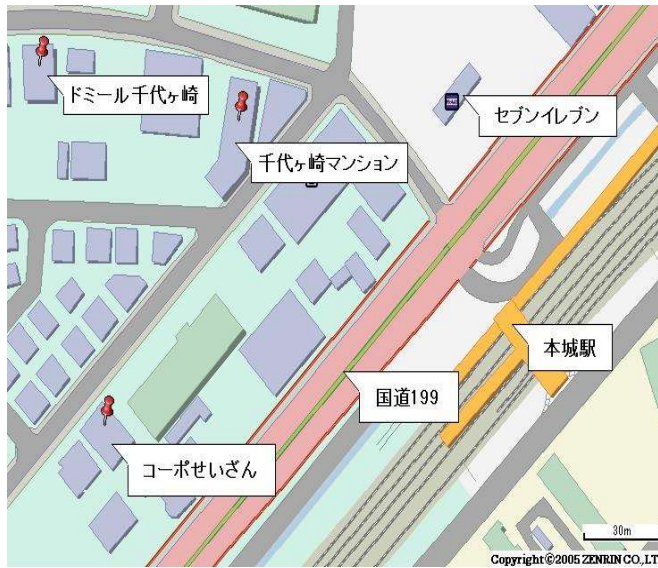 ドミール千代ヶ崎
セブンイレブン
千代ヶ崎マンション
本城駅
国道199
コーポせいざん
30m
Copyright©2005 ZENRIN CO., LT